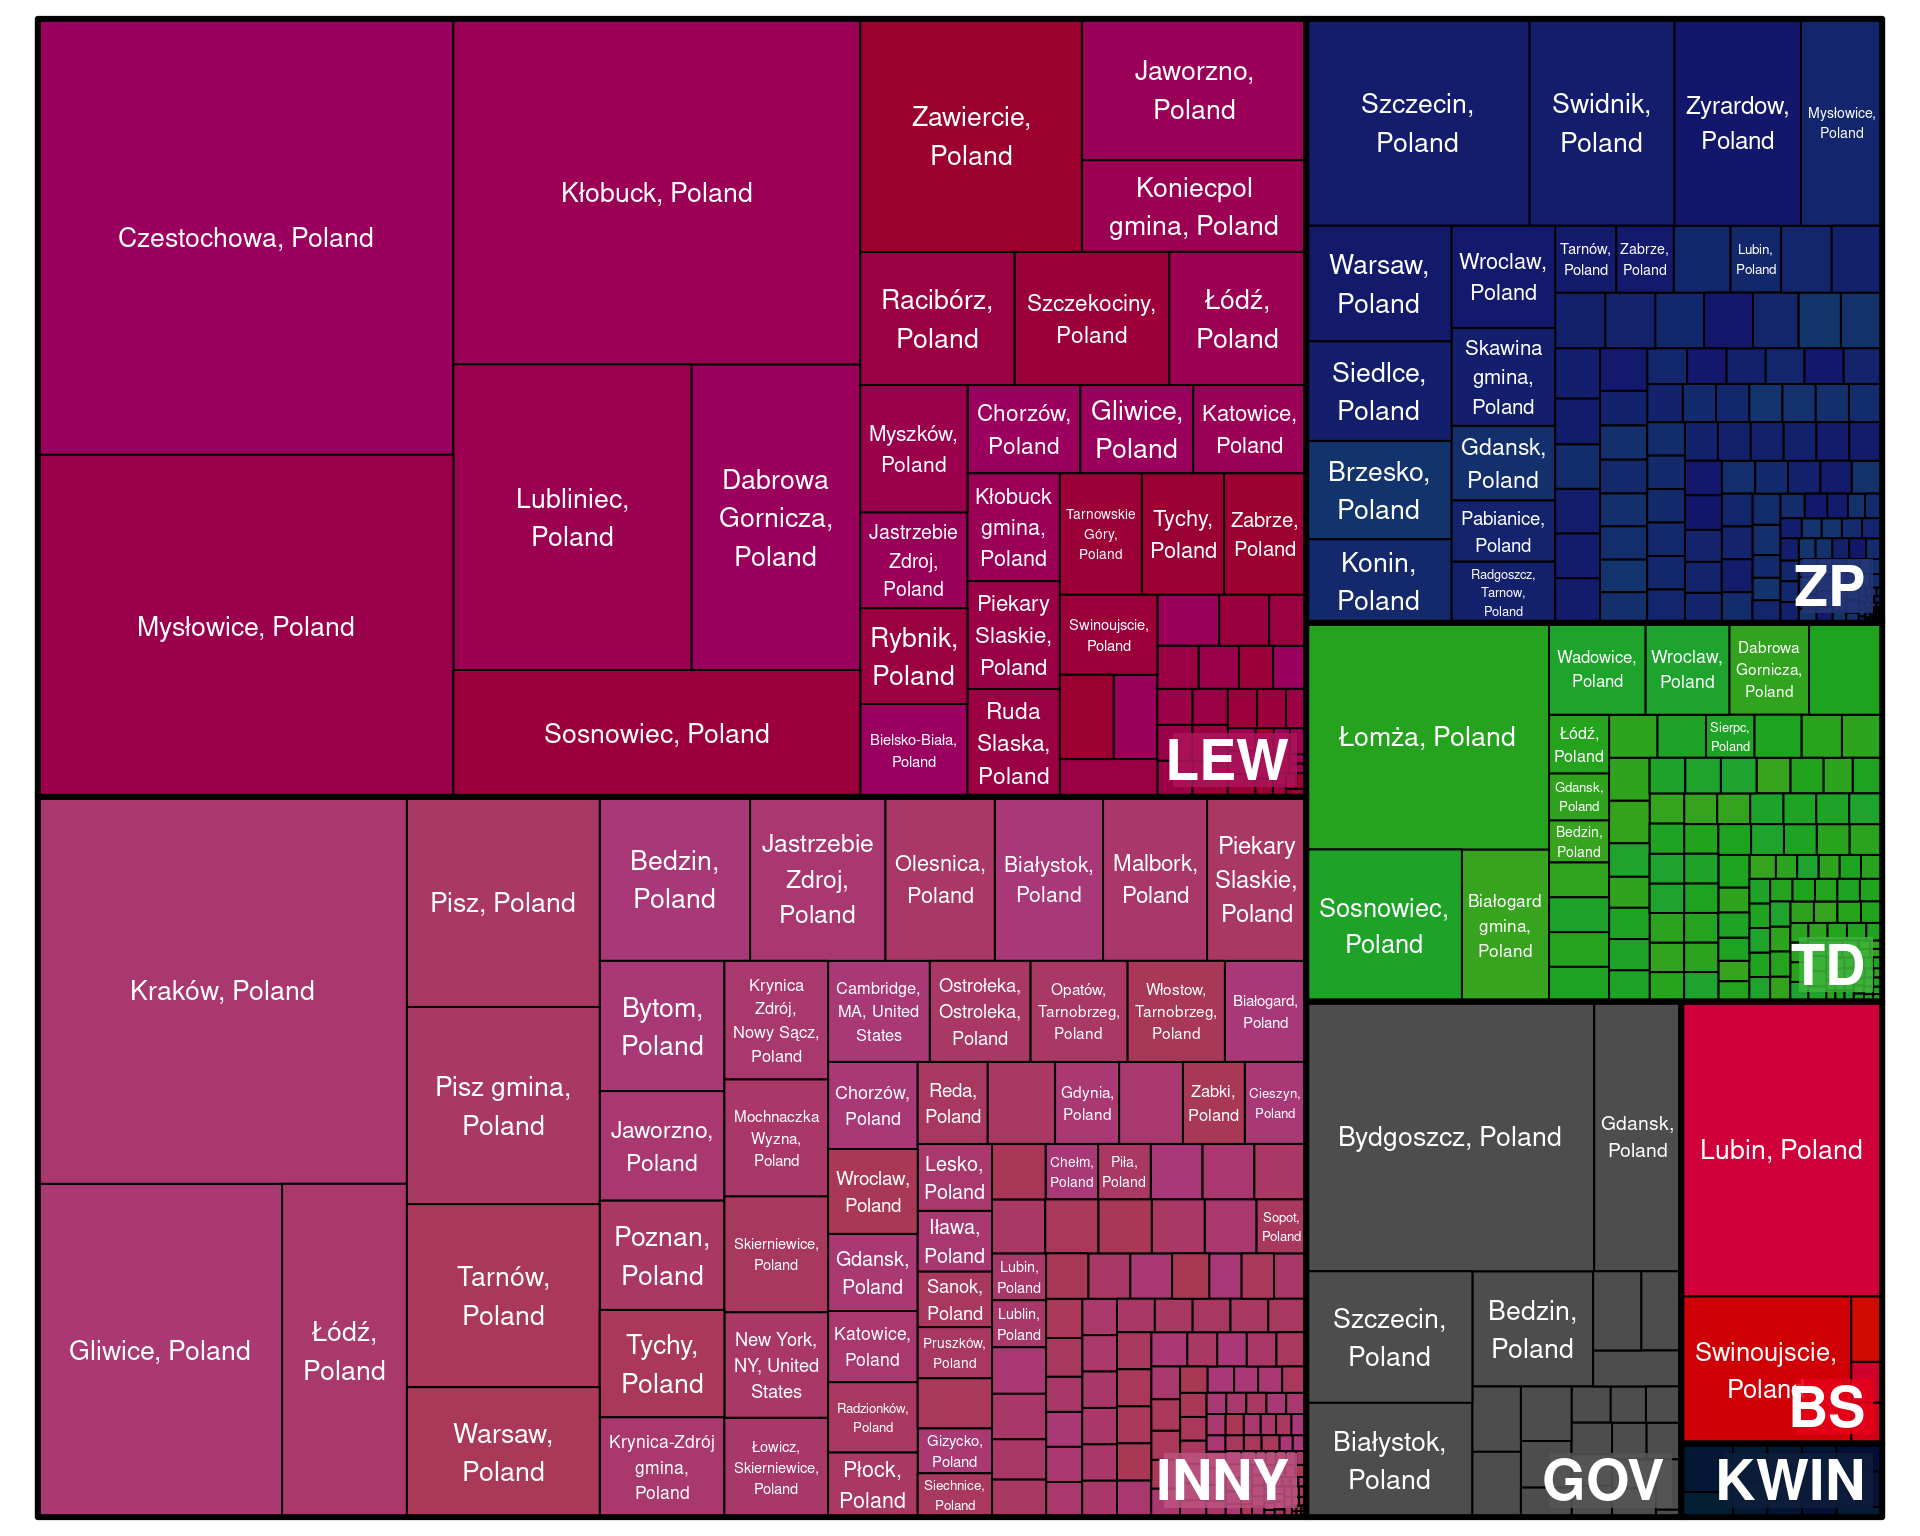 Czestochowa, Poland
Mysłowice, Poland
Kłobuck, Poland
Lubliniec,
Poland
Dabrowa
Gornicza,
Poland
Sosnowiec, Poland
Zawiercie,
Poland
Jaworzno,
Poland
Koniecpol
gmina, Poland
Racibórz,
Poland
Szczekociny,
Poland
Łódź,
Poland
Myszków,
Poland
Jastrzebie
Zdroj,
Poland
Rybnik,
Poland
Bielsko-Biała,
Poland
Chorzów,
Poland
Gliwice,
Poland
Katowice,
Poland
Kłobuck
gmina,
Poland
Piekary
Slaskie,
Poland
Ruda
Slaska,
Poland
Tarnowskie
Góry,
Poland
Tychy,
Poland
Zabrze,
Poland
Swinoujscie,
Poland
LEW
Szczecin,
Poland
Swidnik,
Poland
Zyrardow,
Poland
Mysłowice,
Poland
Warsaw,
Poland
Siedlce,
Poland
Brzesko,
Poland
Konin,
Poland
Wroclaw,
Poland
Skawina
gmina,
Poland
Gdansk,
Poland
Pabianice,
Poland
Radgoszcz,
Tarnow,
Poland
Tarnów,
Poland
Zabrze,
Poland
Lubin,
Poland
ZP
Łomża, Poland
Sosnowiec,
Poland
Białogard
gmina,
Poland
Wadowice,
Poland
Wroclaw,
Poland
Dabrowa
Gornicza,
Poland
Łódź,
Poland
Gdansk,
Poland
Bedzin,
Poland
Sierpc,
Poland
TD
Kraków, Poland
Gliwice, Poland
Łódź,
Poland
Pisz, Poland
Pisz gmina,
Poland
Tarnów,
Poland
Warsaw,
Poland
Bedzin,
Poland
Jastrzebie
Zdroj,
Poland
Olesnica,
Poland
Białystok,
Poland
Malbork,
Poland
Piekary
Slaskie,
Poland
Bytom,
Poland
Jaworzno,
Poland
Poznan,
Poland
Tychy,
Poland
Krynica-Zdrój
gmina,
Poland
Krynica
Zdrój,
Nowy Sącz,
Poland
Mochnaczka
Wyzna,
Poland
Skierniewice,
Poland
New York,
NY, United
States
Łowicz,
Skierniewice,
Poland
Cambridge,
MA, United
States
Ostrołeka,
Ostroleka,
Poland
Opatów,
Tarnobrzeg,
Poland
Włostow,
Tarnobrzeg,
Poland
Białogard,
Poland
Chorzów,
Poland
Wroclaw,
Poland
Gdansk,
Poland
Katowice,
Poland
Radzionków,
Poland
Płock,
Poland
Reda,
Poland
Gdynia,
Poland
Zabki,
Poland
Cieszyn,
Poland
Lesko,
Poland
Iława,
Poland
Sanok,
Poland
Pruszków,
Poland
Gizycko,
Poland
Siechnice,
Poland
Chełm,
Poland
Piła,
Poland
Sopot,
Poland
Lubin,
Poland
Lublin,
Poland
INNY
Bydgoszcz, Poland
Gdansk,
Poland
Szczecin,
Poland
Bedzin,
Poland
Białystok,
Poland
GOV
Lubin, Poland
Swinoujscie,
Poland
BS
KWIN